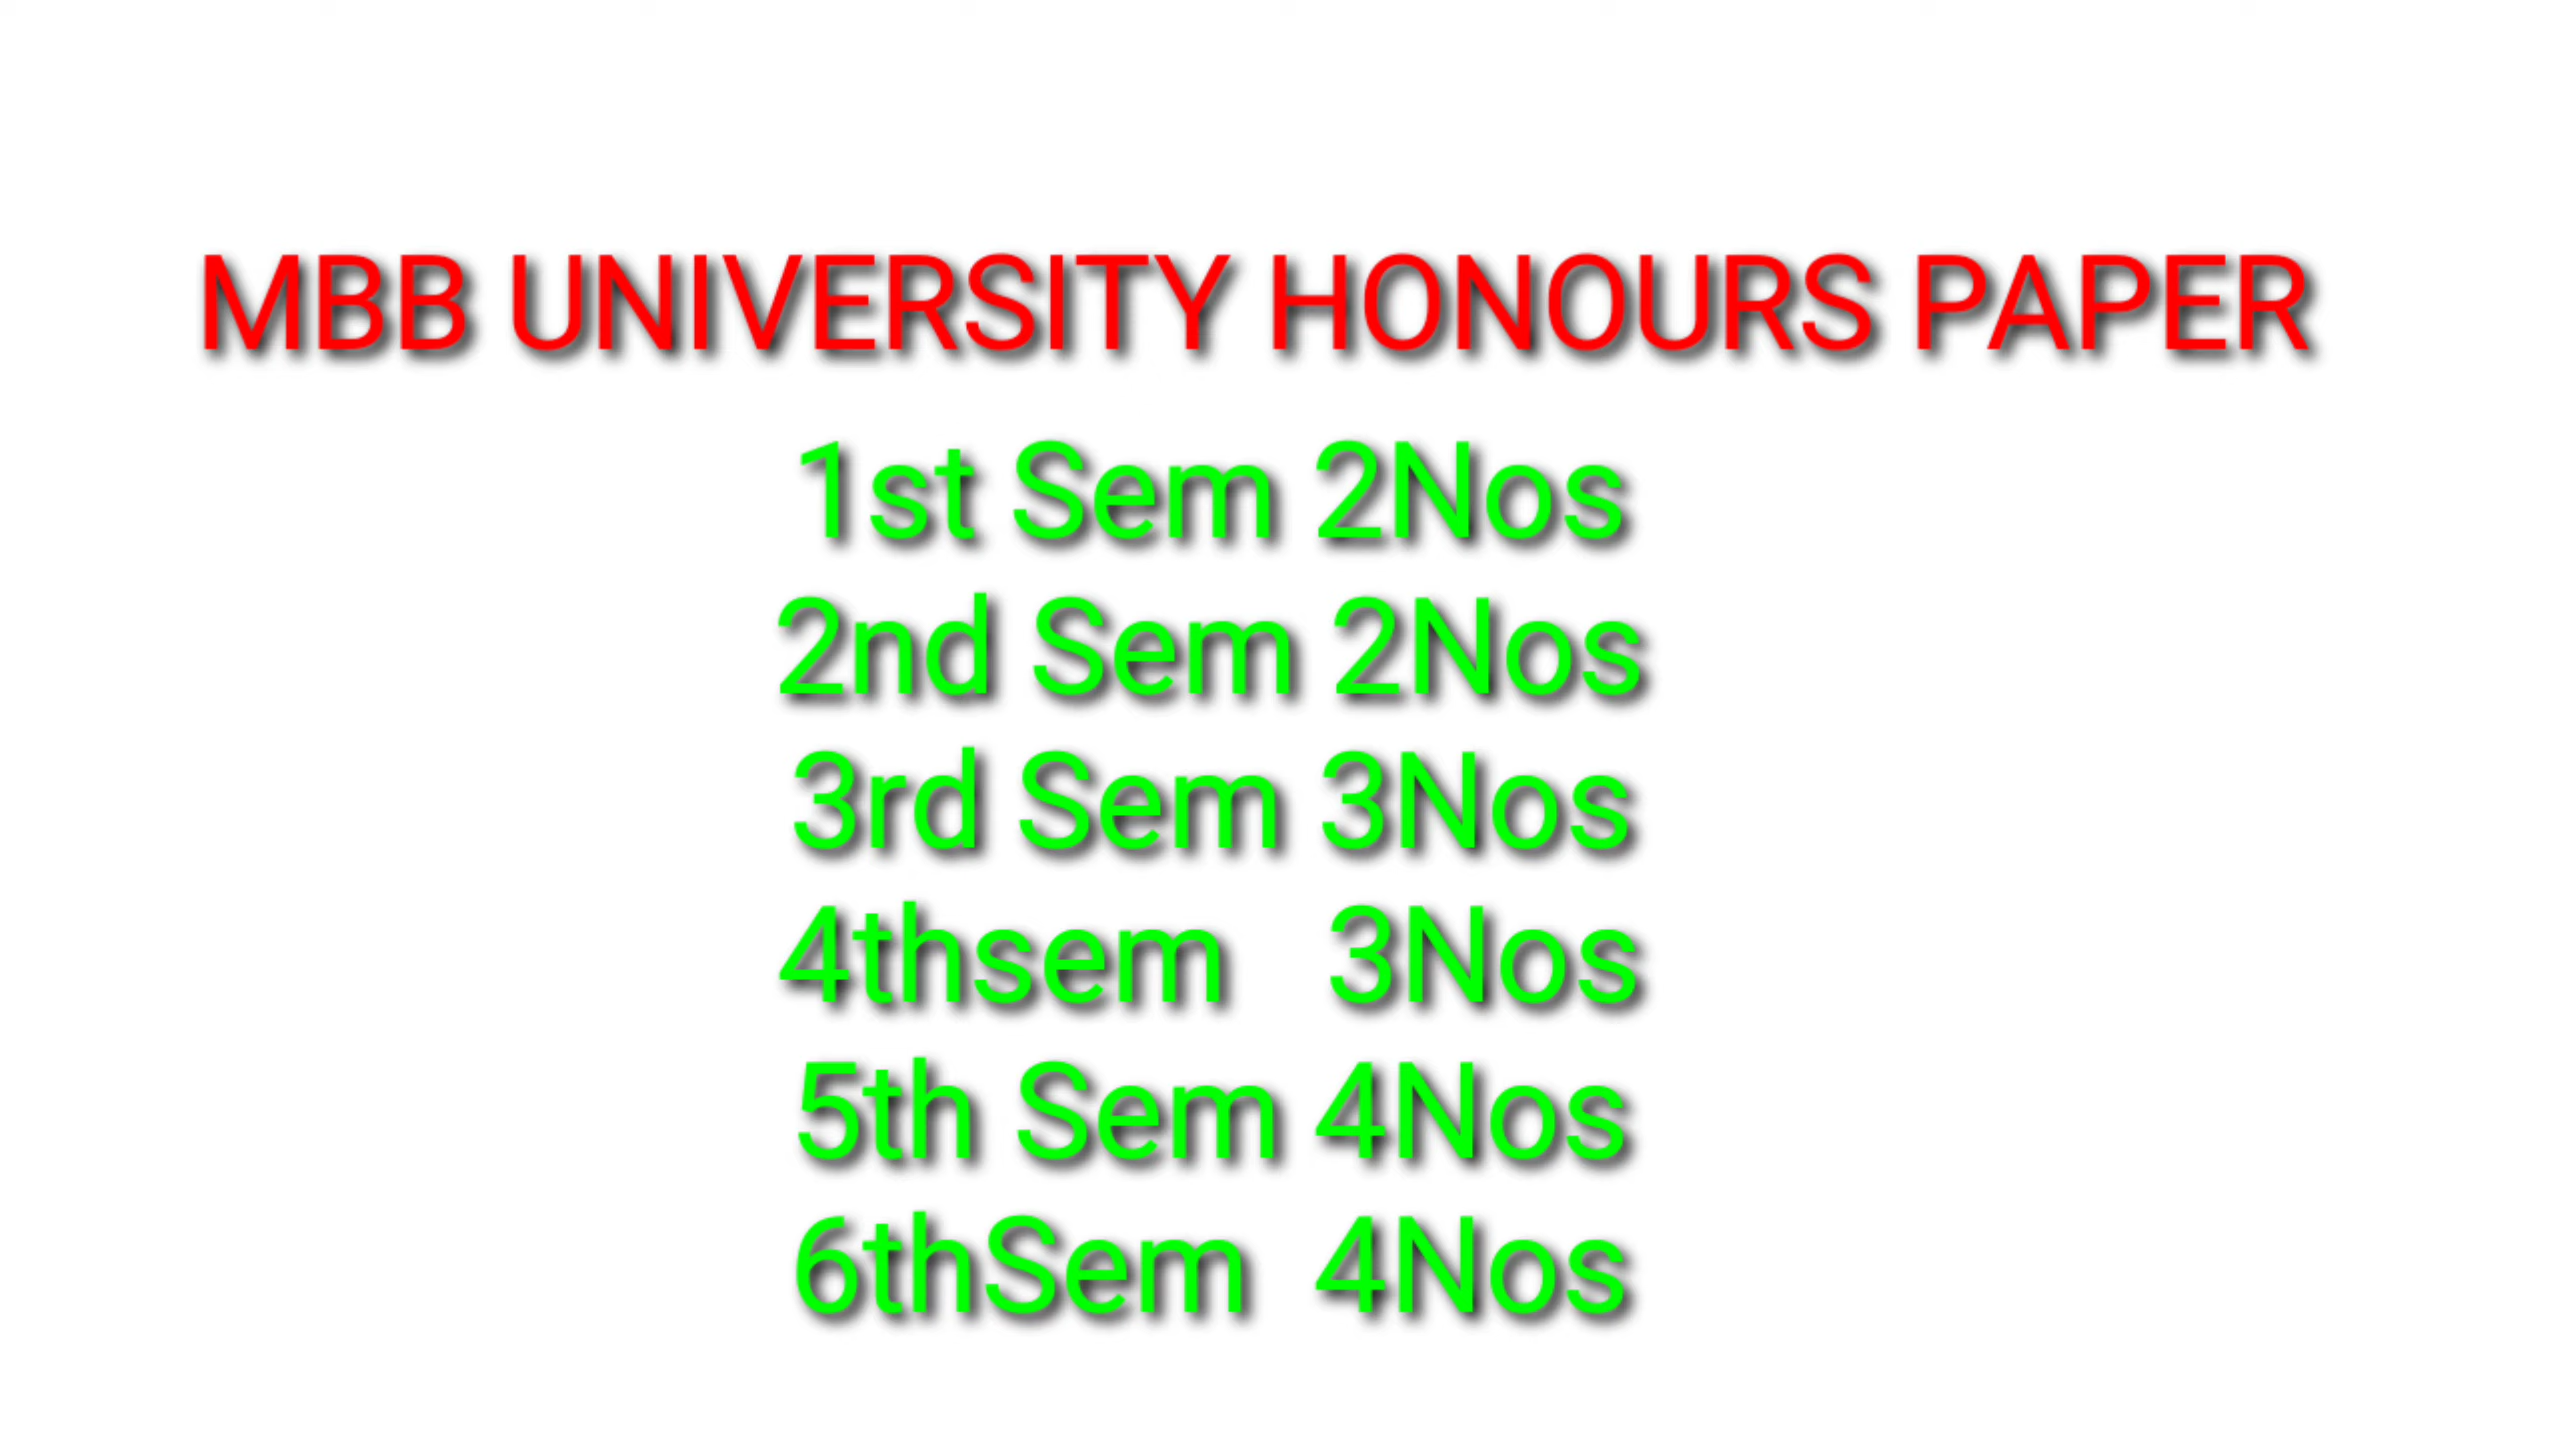 MBB UNIVERSITY HONOURS PAPER
1st Sem 2Nos
2nd Sem 2Nos
3rd Sem 3Nos
4thsem 3Nos
5th Sem 4Nos
6thSem 4Nos